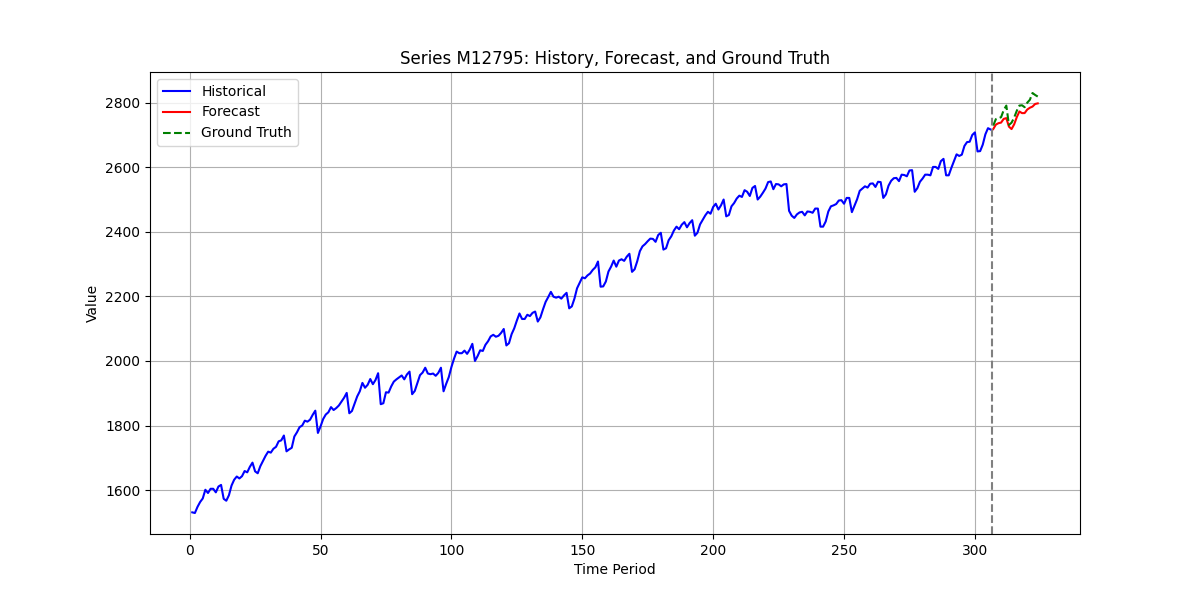 Series M12795: History, Forecast, and Ground Truth
Historical
Forecast
Ground Truth
2800
2600
2400
2200
2000
1800
1600
Value
0 50 100 150 200 250 300
Time Period